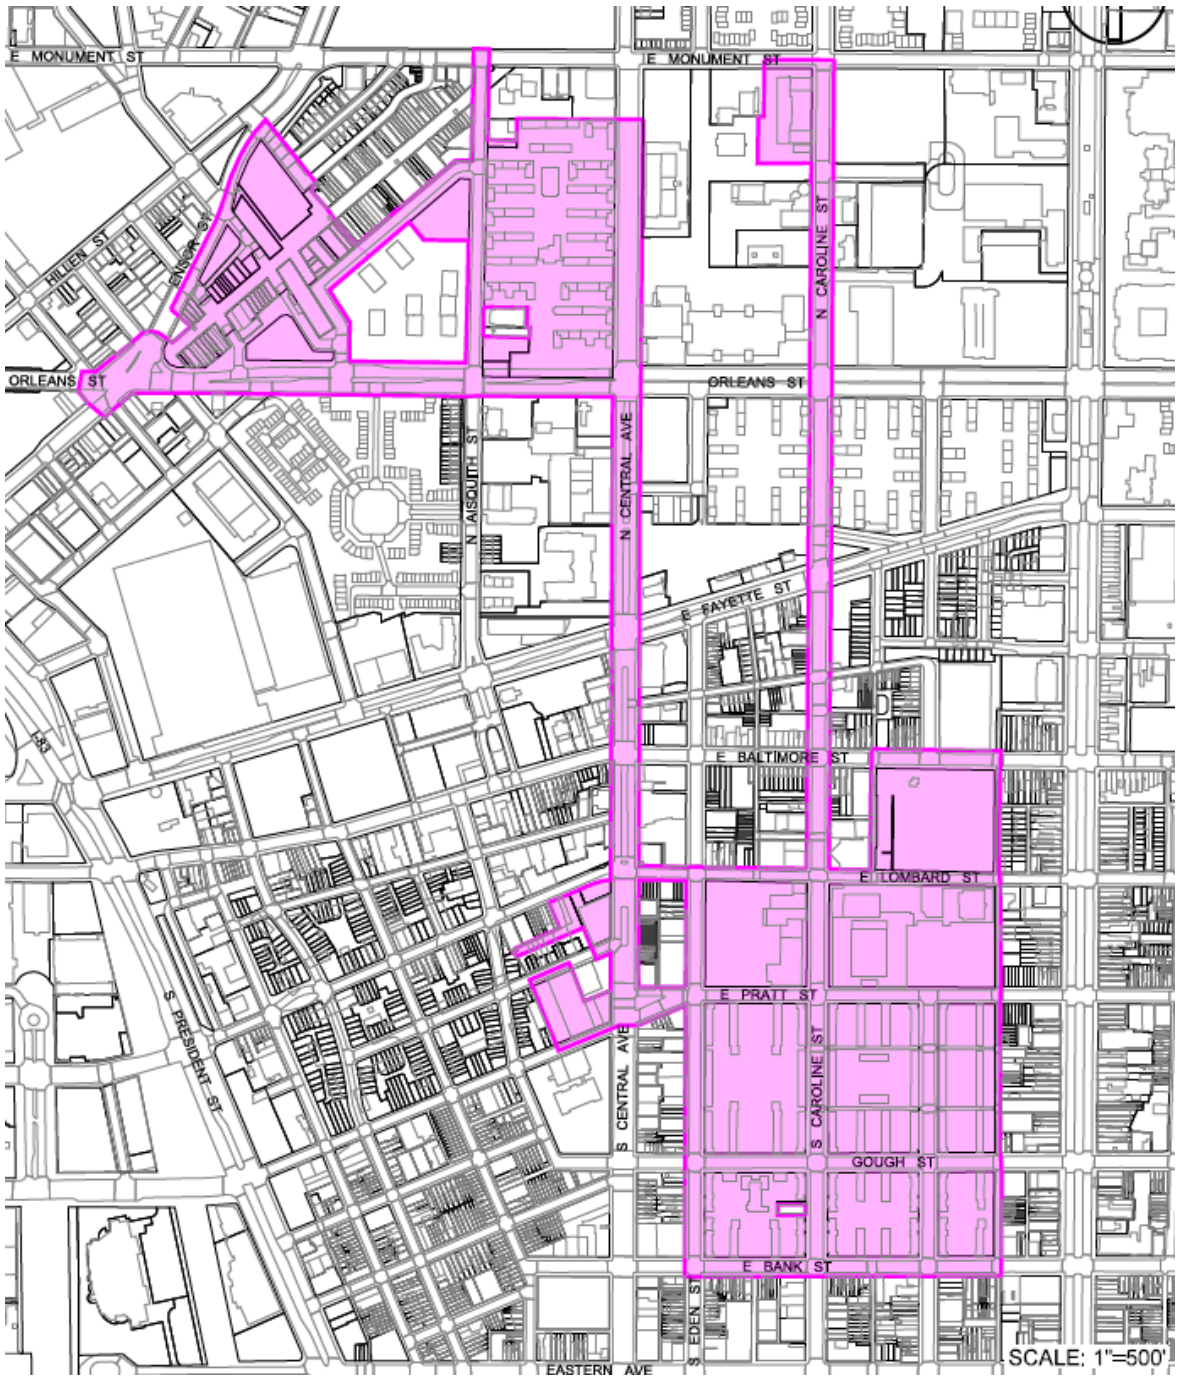 E MONUMENT ST
E MONUMENT ST
HILLEN ST
ENSOR ST
N CAROLINE ST
ORLEANS ST
ORLEANS ST
N AISQUITH ST
N CENTRAL AVE
E FAYETTE ST
I-83
E BALTIMORE ST
E LOMBARD ST
E PRATT ST
S PRESIDENT ST
S CENTRAL AVE
S CAROLINE ST
GOUGH ST
E BANK ST
S EDEN ST
EASTERN AVE
SCALE: 1"=500'